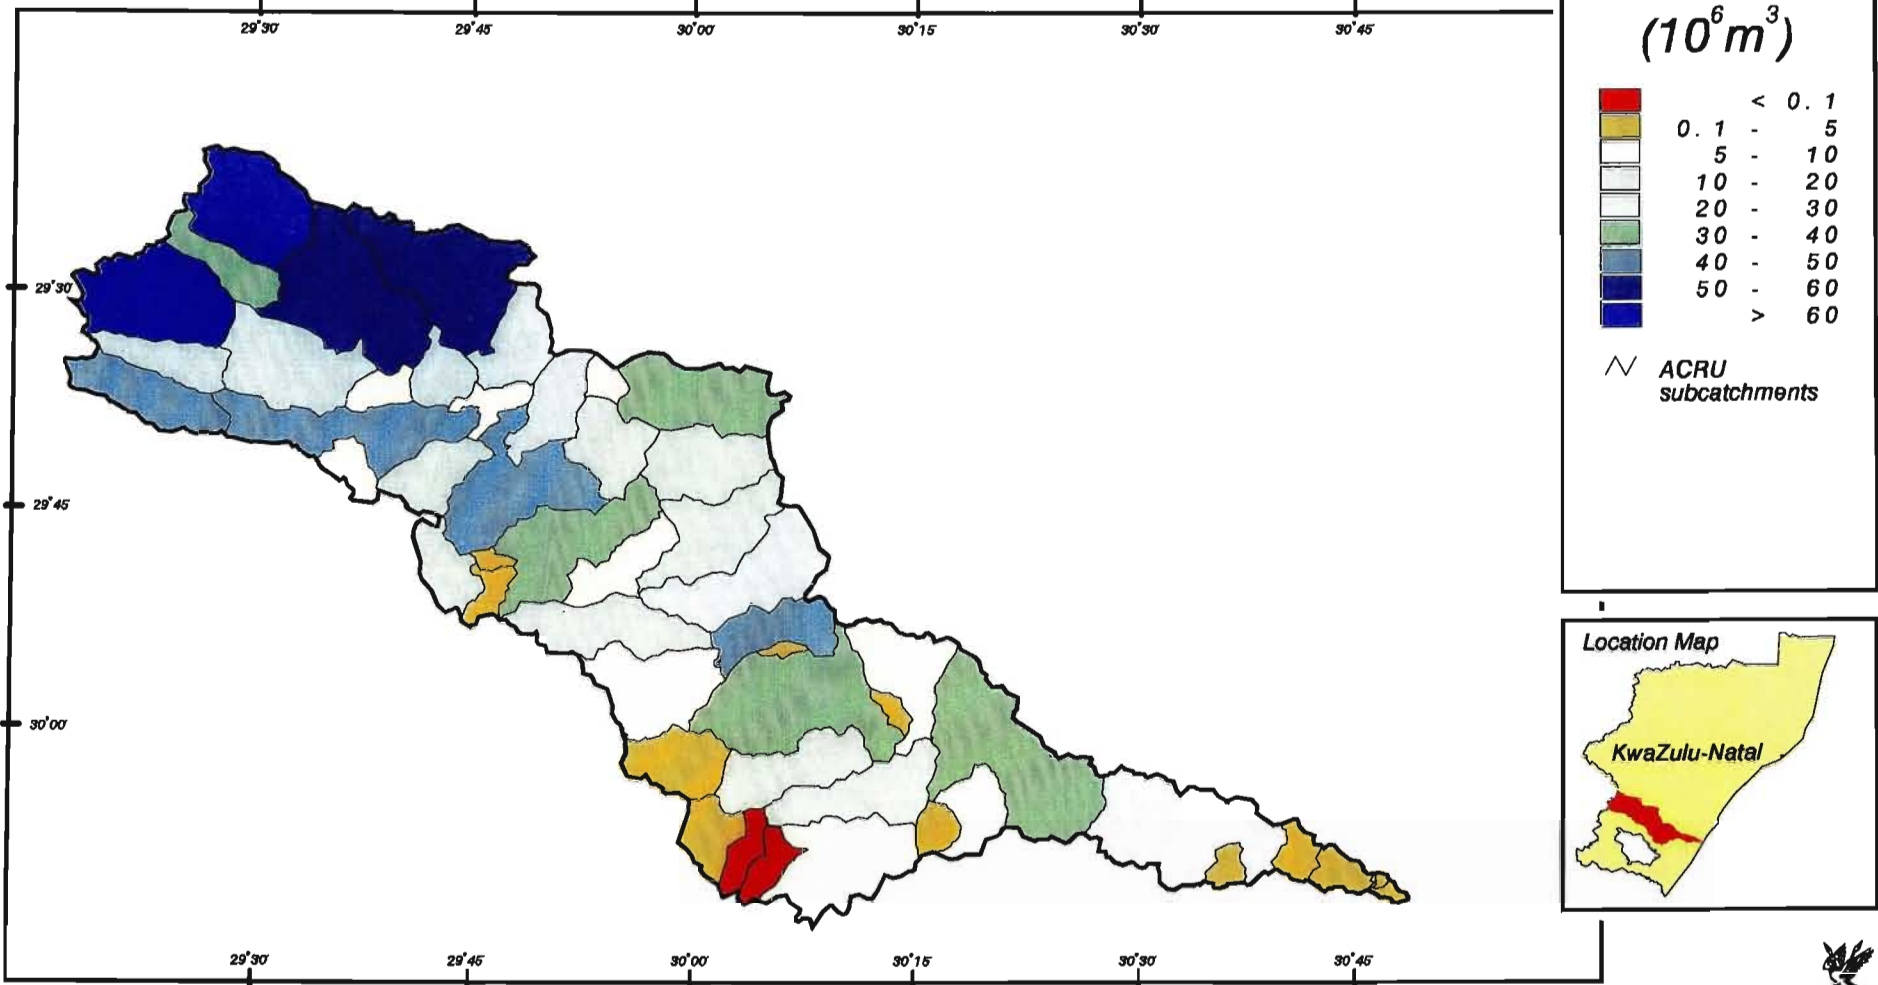 29°30'
29°45'
30°00'
30°15'
30°30'
30°45'
(10⁶m³)
< 0.1
0.1 - 5
5 - 10
10 - 20
20 - 30
30 - 40
40 - 50
50 - 60
> 60
ACRU
subcatchments
29°30'
29°45'
30°00'
Location Map
KwaZulu-Natal
29°30'
29°45'
30°00'
30°15'
30°30'
30°45'